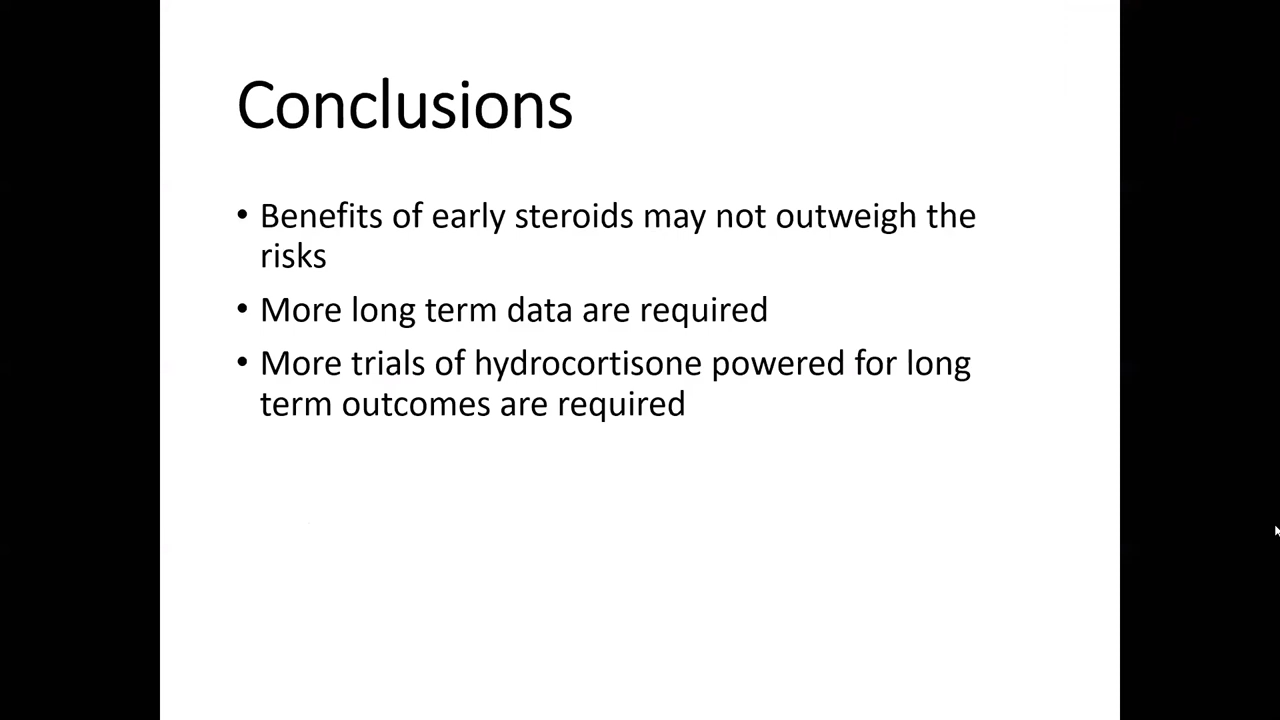 Conclusions
• Benefits of early steroids may not outweigh the
risks
• More long term data are required
• More trials of hydrocortisone powered for long
term outcomes are required